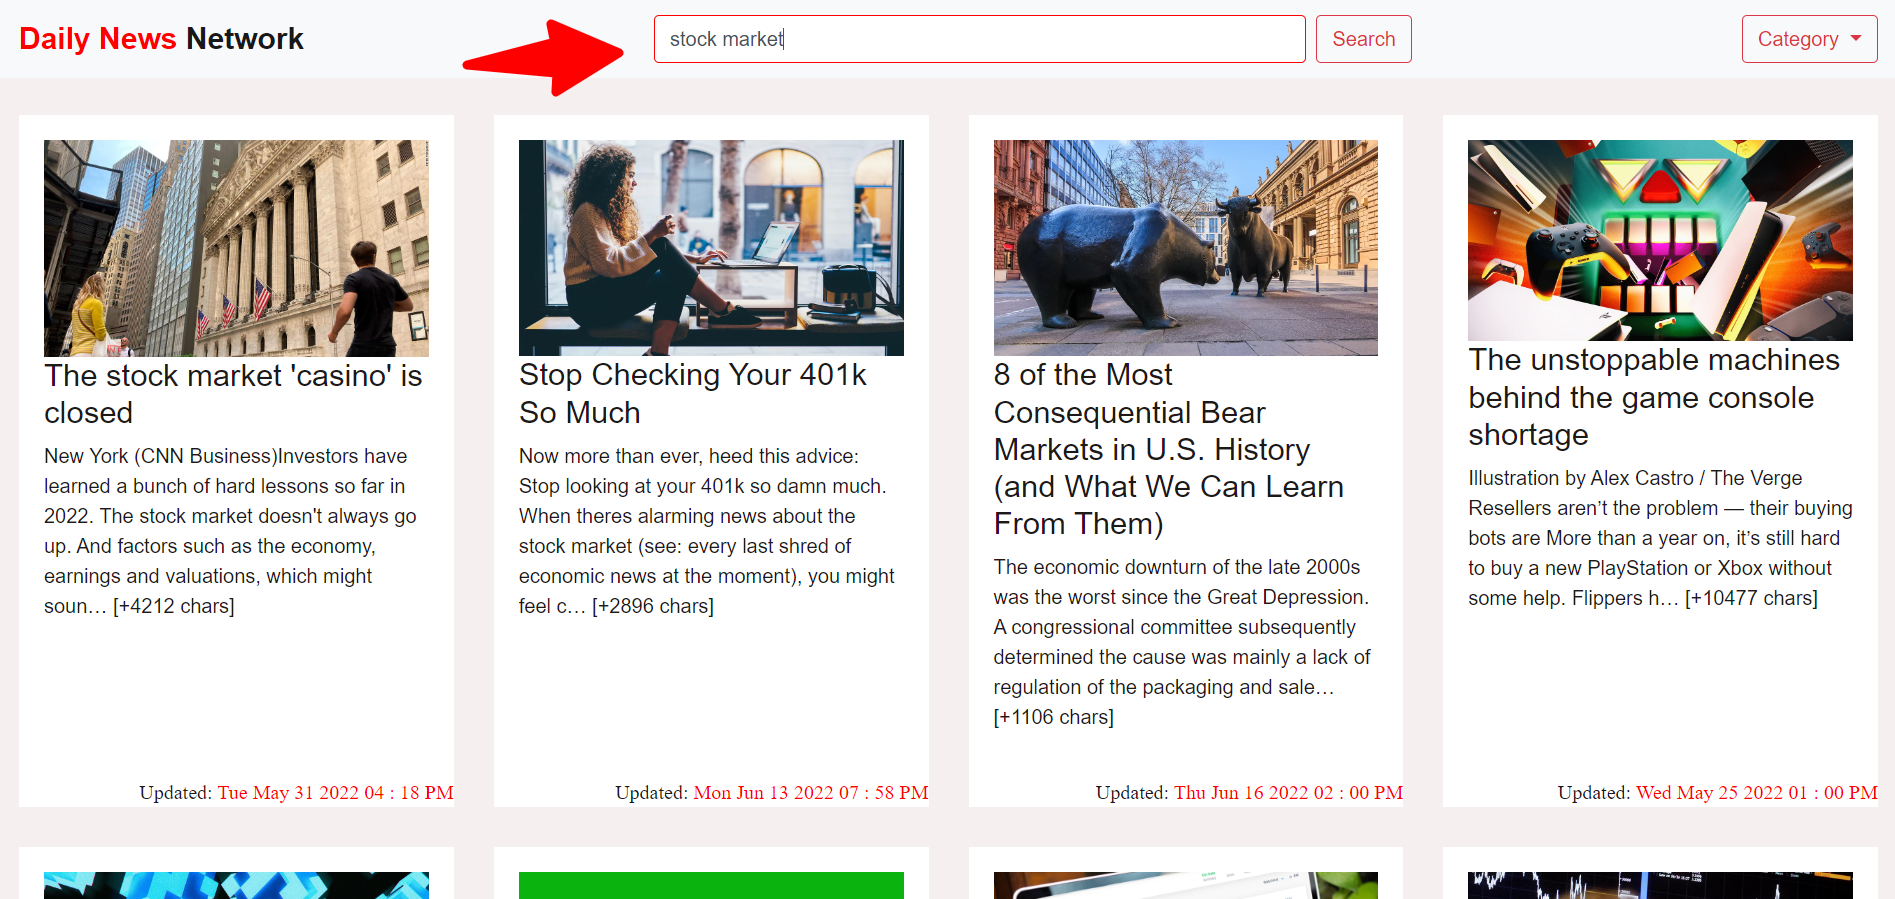 Daily News Network
stock market
Search
Category
The stock market 'casino' is
closed
New York (CNN Business)Investors have
learned a bunch of hard lessons so far in
2022. The stock market doesn't always go
up. And factors such as the economy,
earnings and valuations, which might
soun… [+4212 chars]
Updated: Tue May 31 2022 04 : 18 PM
Stop Checking Your 401k
So Much
Now more than ever, heed this advice:
Stop looking at your 401k so damn much.
When theres alarming news about the
stock market (see: every last shred of
economic news at the moment), you might
feel c… [+2896 chars]
Updated: Mon Jun 13 2022 07 : 58 PM
8 of the Most
Consequential Bear
Markets in U.S. History
(and What We Can Learn
From Them)
The economic downturn of the late 2000s
was the worst since the Great Depression.
A congressional committee subsequently
determined the cause was mainly a lack of
regulation of the packaging and sale…
[+1106 chars]
Updated: Thu Jun 16 2022 02 : 00 PM
The unstoppable machines
behind the game console
shortage
Illustration by Alex Castro / The Verge
Resellers aren’t the problem — their buying
bots are More than a year on, it’s still hard
to buy a new PlayStation or Xbox without
some help. Flippers h… [+10477 chars]
Updated: Wed May 25 2022 01 : 00 PM